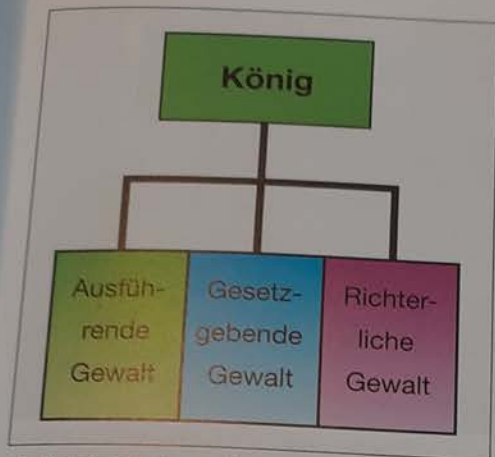 König
Ausfüh-
rende
Gewalt
Gesetz-
gebende
Gewalt
Richter-
liche
Gewalt